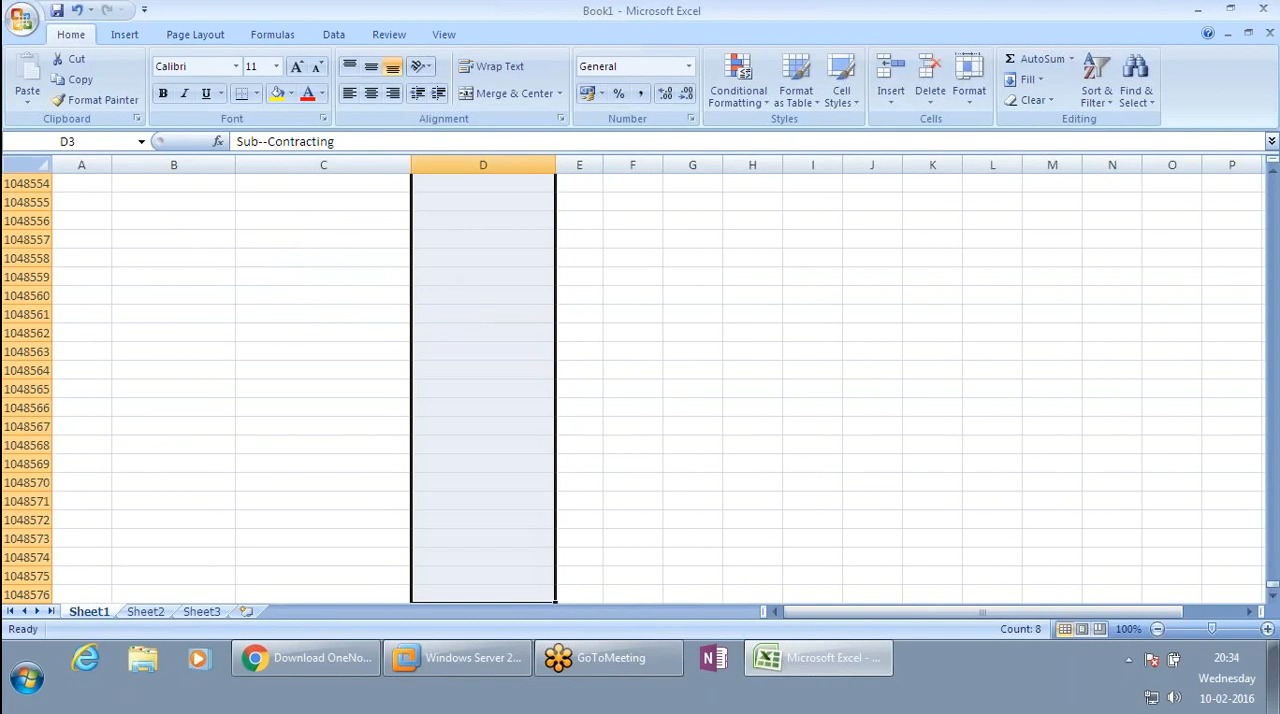 Book1 - Microsoft Excel
Home Insert Page Layout Formulas Data Review View
Paste
Cut
Copy
Format Painter
Clipboard
Calibri 11
B I U
Font
Wrap Text
Merge & Center
Alignment
General
Number
Conditional Formatting
Format as Table
Cell Styles
Styles
Insert Delete Format
Cells
AutoSum
Fill
Clear
Sort & Filter
Find & Select
Editing
D3 fx Sub--Contracting
A B C D E F G H I J K L M N O P
1048554
1048555
1048556
1048557
1048558
1048559
1048560
1048561
1048562
1048563
1048564
1048565
1048566
1048567
1048568
1048569
1048570
1048571
1048572
1048573
1048574
1048575
1048576
Sheet1 Sheet2 Sheet3
Ready Count: 8 100%
Download OneNo... Windows Server 2... GoToMeeting Microsoft Excel - ...
20:34
Wednesday
10-02-2016